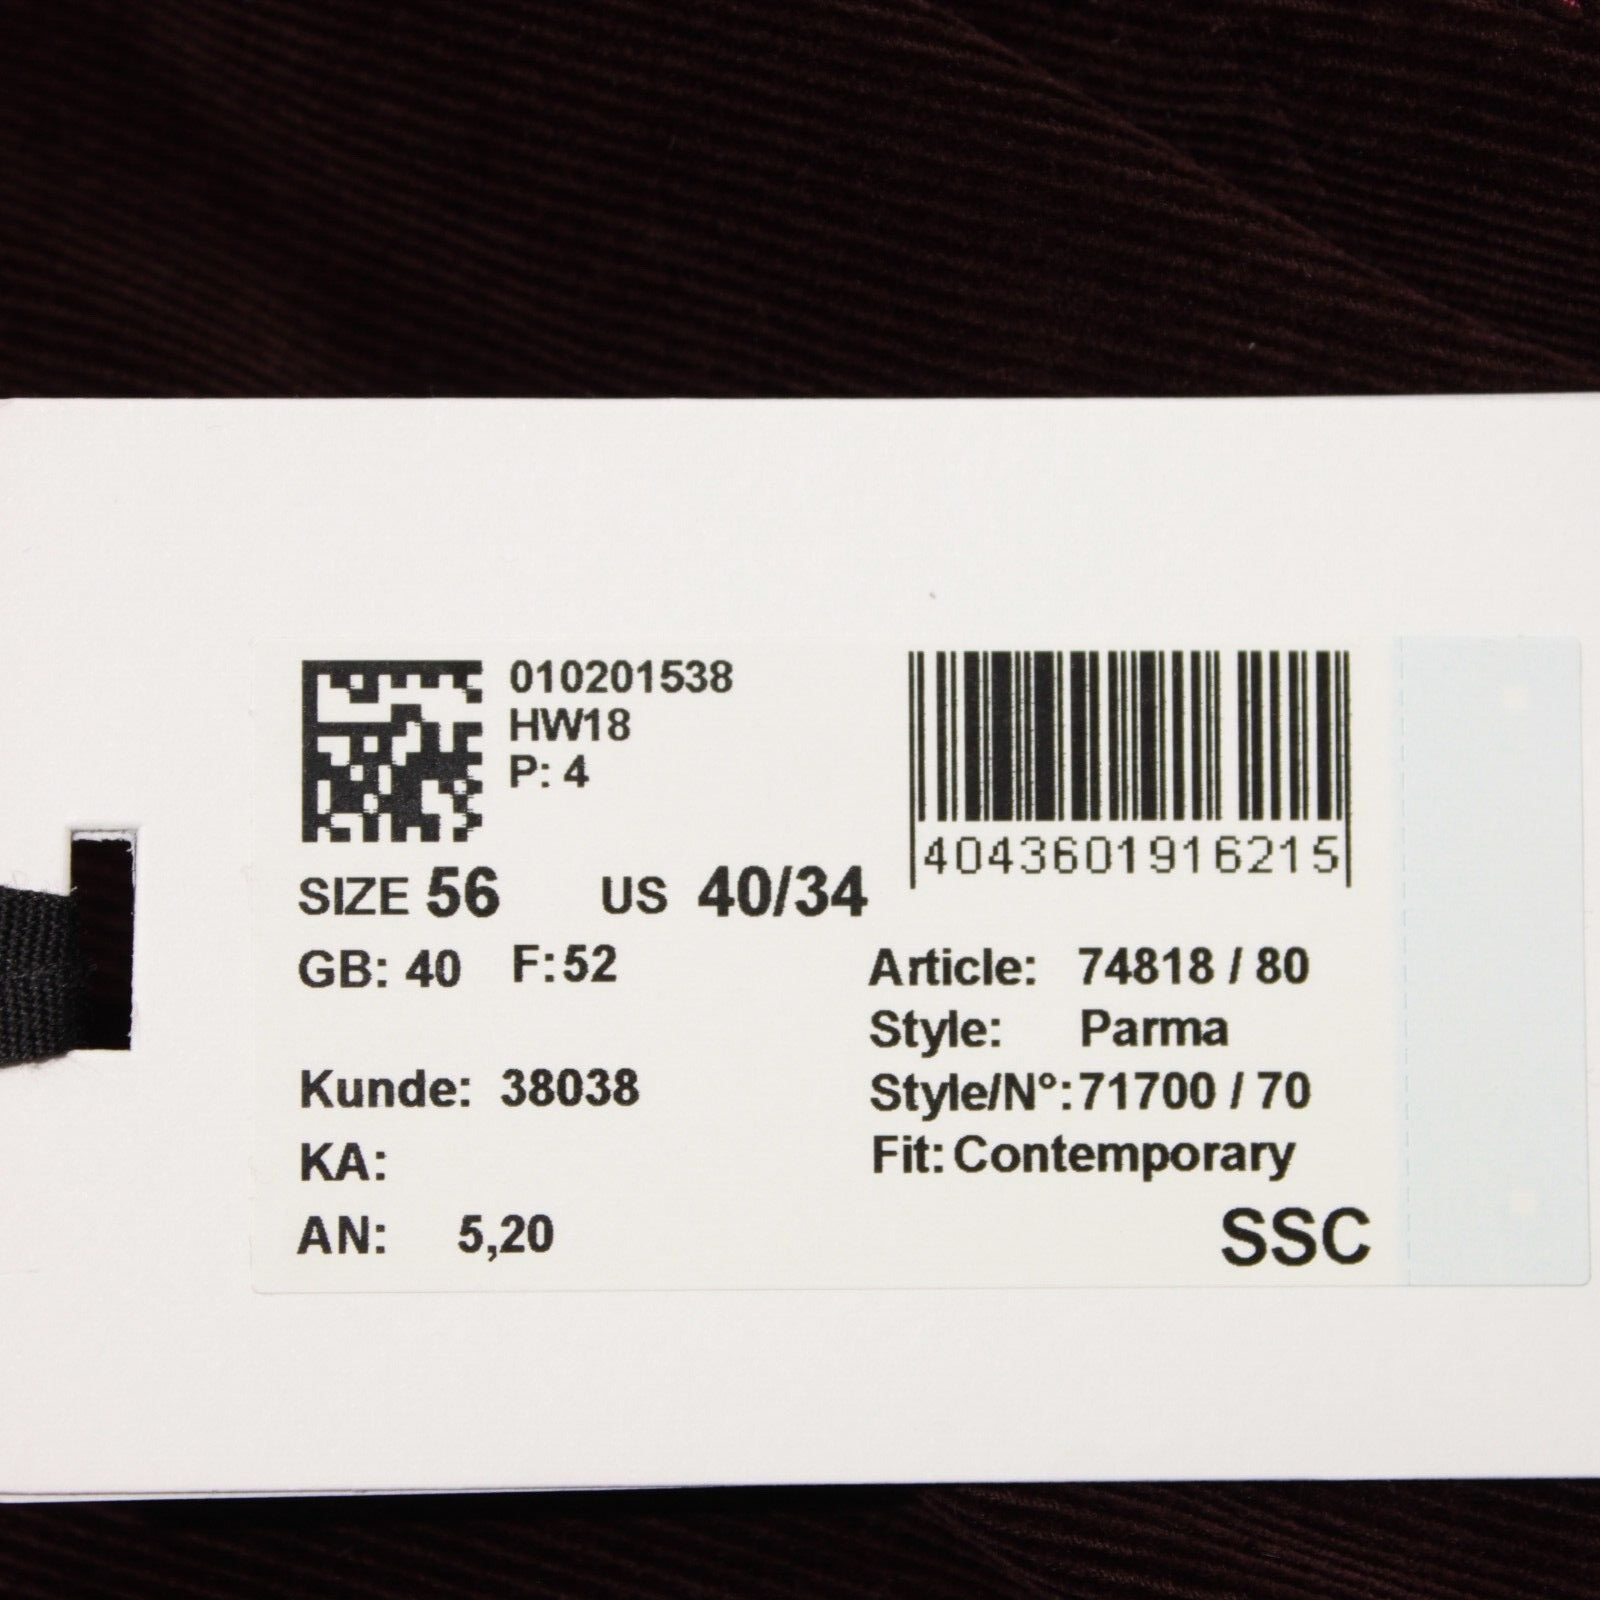 010201538
HW18
P: 4
4043601916215
SIZE 56 US 40/34
GB: 40 F:52
Article: 74818 / 80
Style: Parma
Kunde: 38038
Style/N°:71700 / 70
KA:
Fit: Contemporary
AN: 5,20
SSC